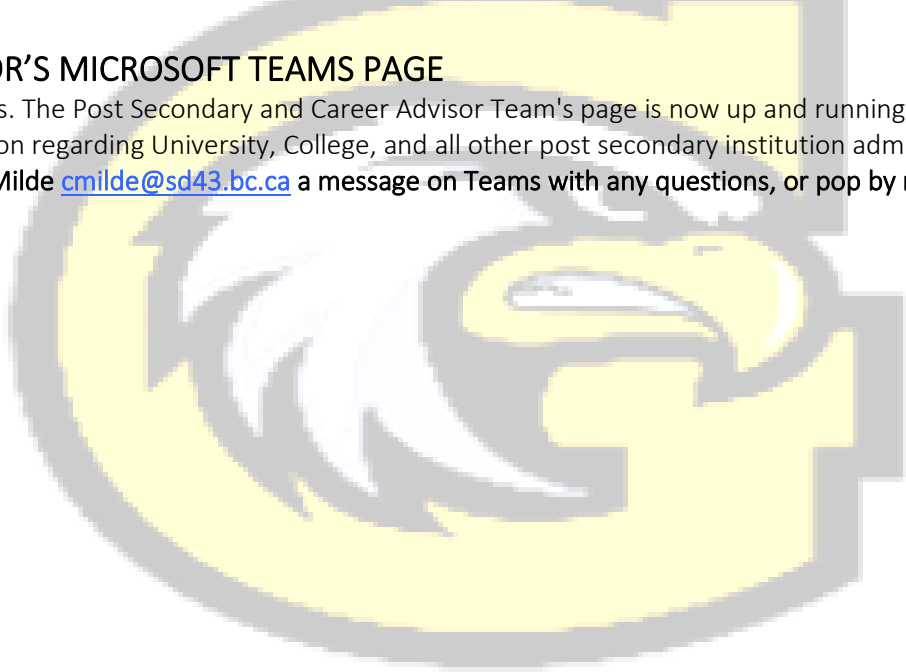 OR’S MICROSOFT TEAMS PAGE
s. The Post Secondary and Career Advisor Team's page is now up and running
on regarding University, College, and all other post secondary institution adm
Milde cmilde@sd43.bc.ca a message on Teams with any questions, or pop by